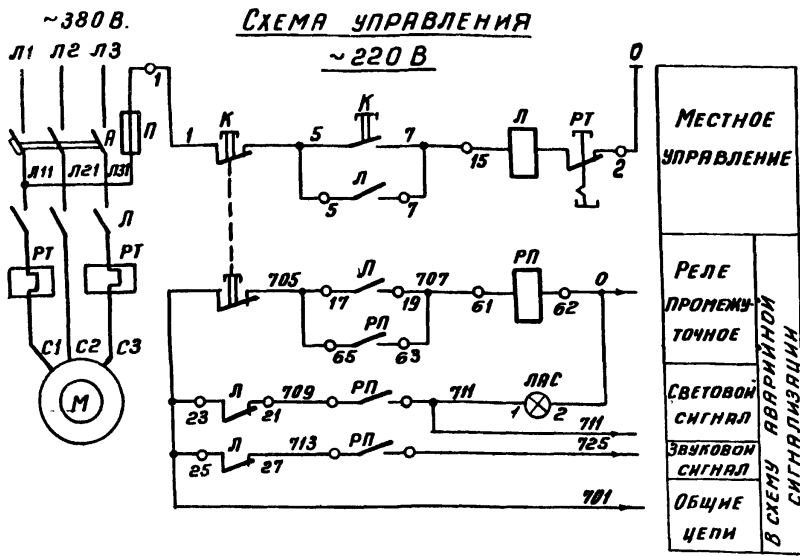 ~380 В.
СХЕМА УПРАВЛЕНИЯ
~220 В
Л1 Л2 Л3
А
П
1
1
К
5
К
7
5
Л
7
15
Л
РТ
2
0
Л11 Л21 Л31
Л
РТ
РТ
С1 С2 С3
М
705
17
Л
19
707
61
РП
62
0
65
РП
63
23
Л
21
709
РП
711
1
ЛАС
2
711
25
Л
27
713
РП
725
701
МЕСТНОЕ
УПРАВЛЕНИЕ
РЕЛЕ
ПРОМЕЖУ-
ТОЧНОЕ
СВЕТОВОЙ
СИГНАЛ
ЗВУКОВОЙ
СИГНАЛ
ОБЩИЕ
ЦЕПИ
В СХЕМУ АВАРИЙНОЙ
СИГНАЛИЗАЦИИ